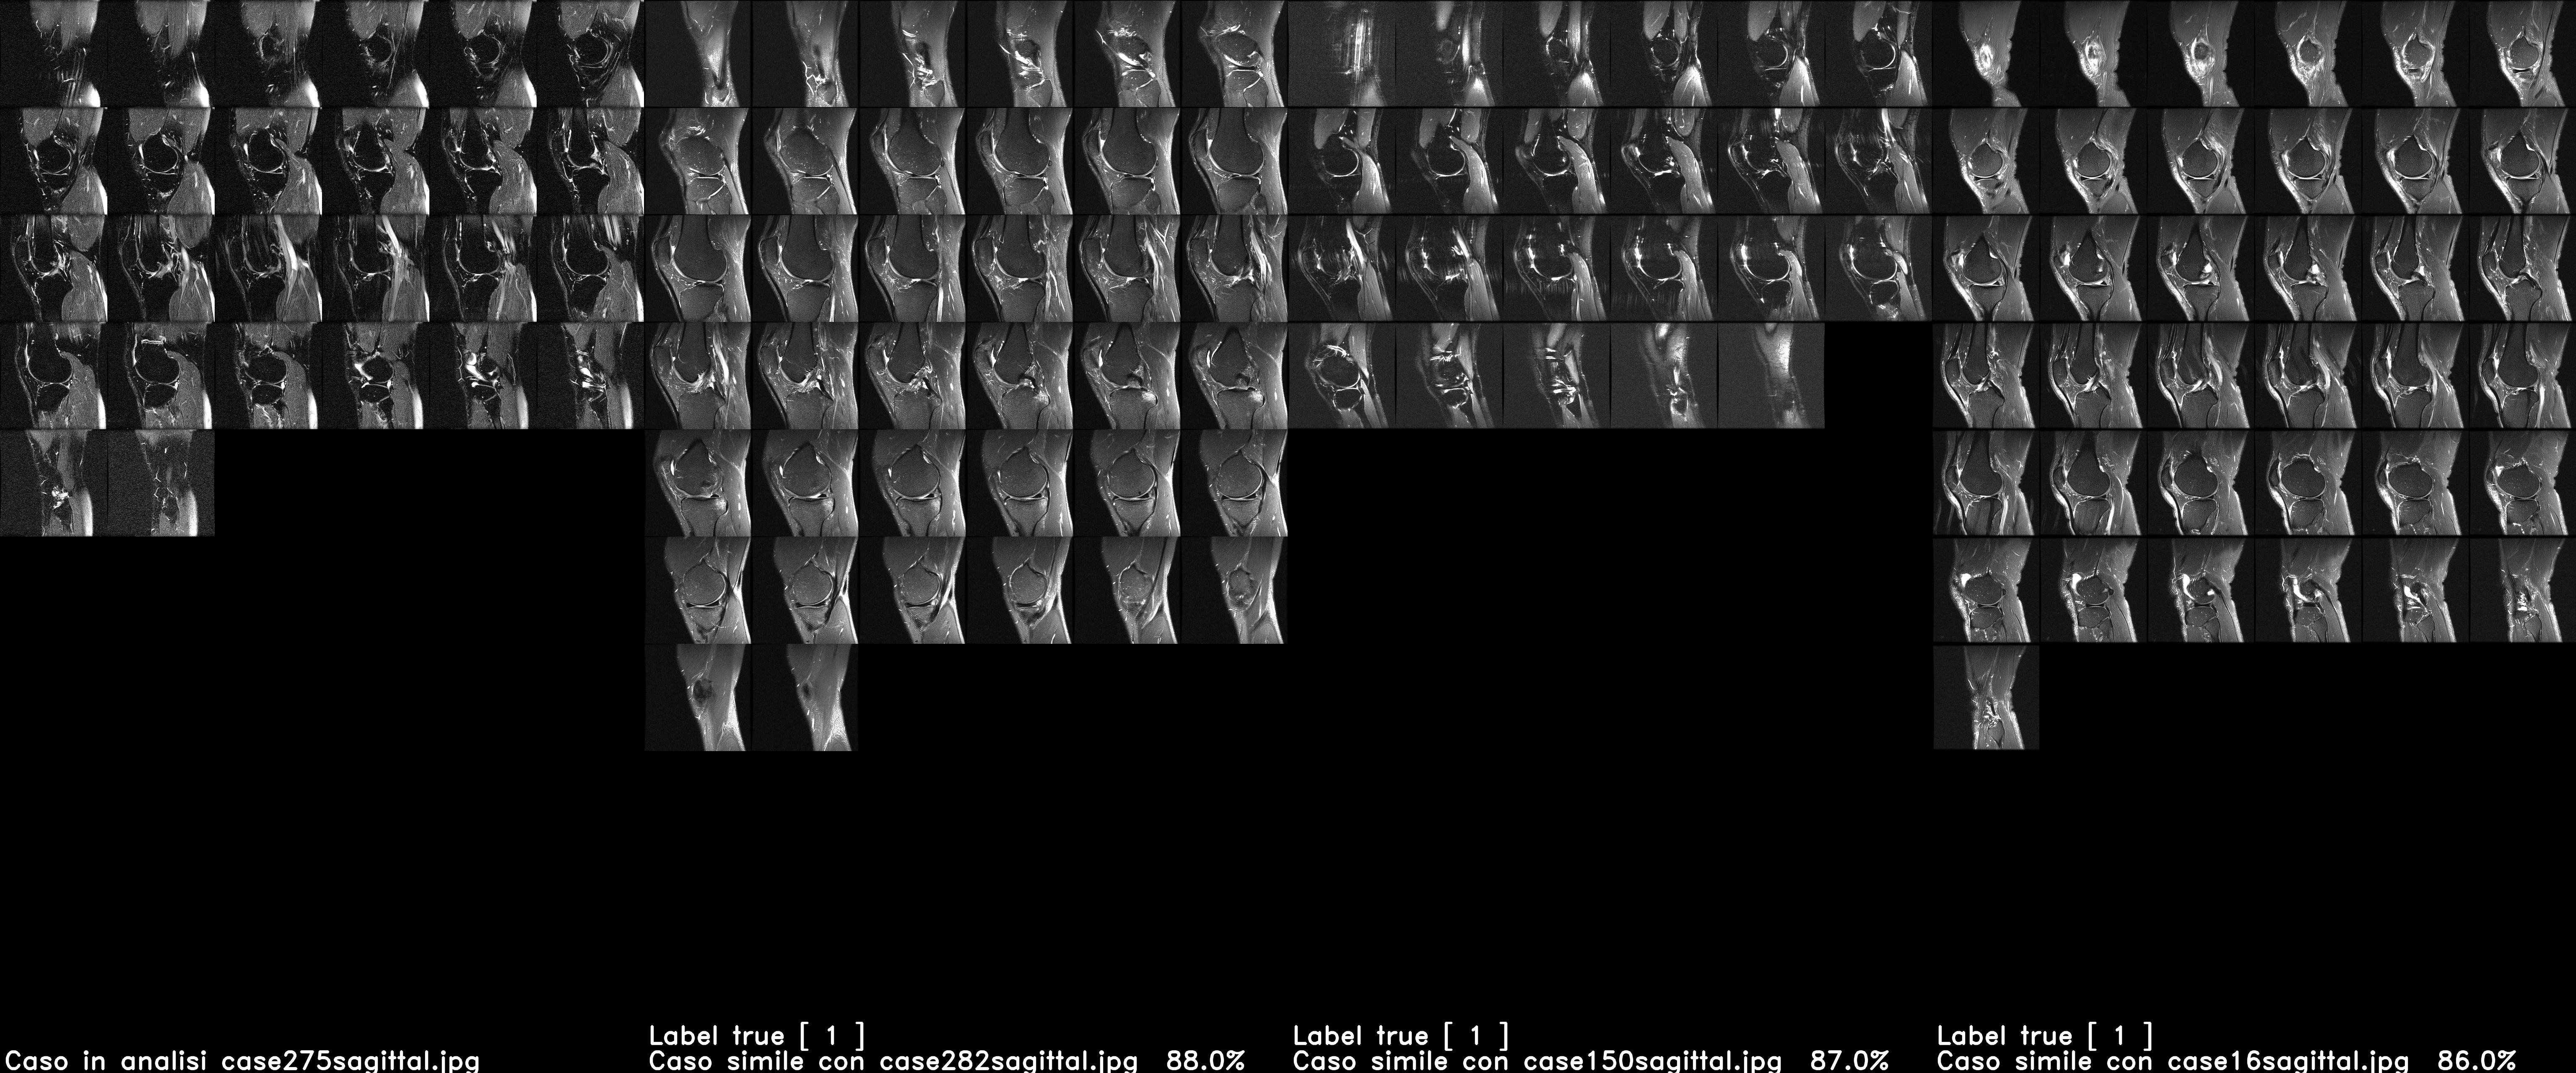 Caso in analisi case275sagittal.jpg
Label true [ 1 ]
Caso simile con case282sagittal.jpg 88.0%
Label true [ 1 ]
Caso simile con case150sagittal.jpg 87.0%
Label true [ 1 ]
Caso simile con case16sagittal.jpg 86.0%